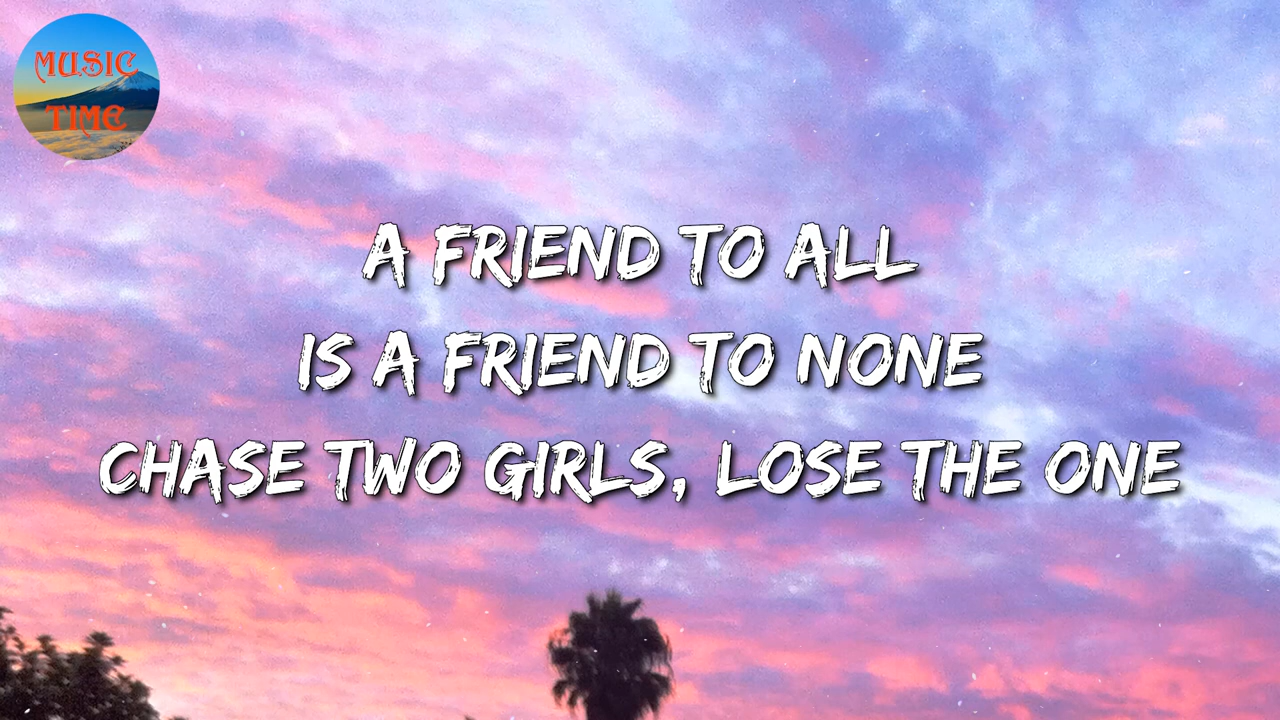 MUSIC
TIME
A FRIEND TO ALL
IS A FRIEND TO NONE
CHASE TWO GIRLS, LOSE THE ONE